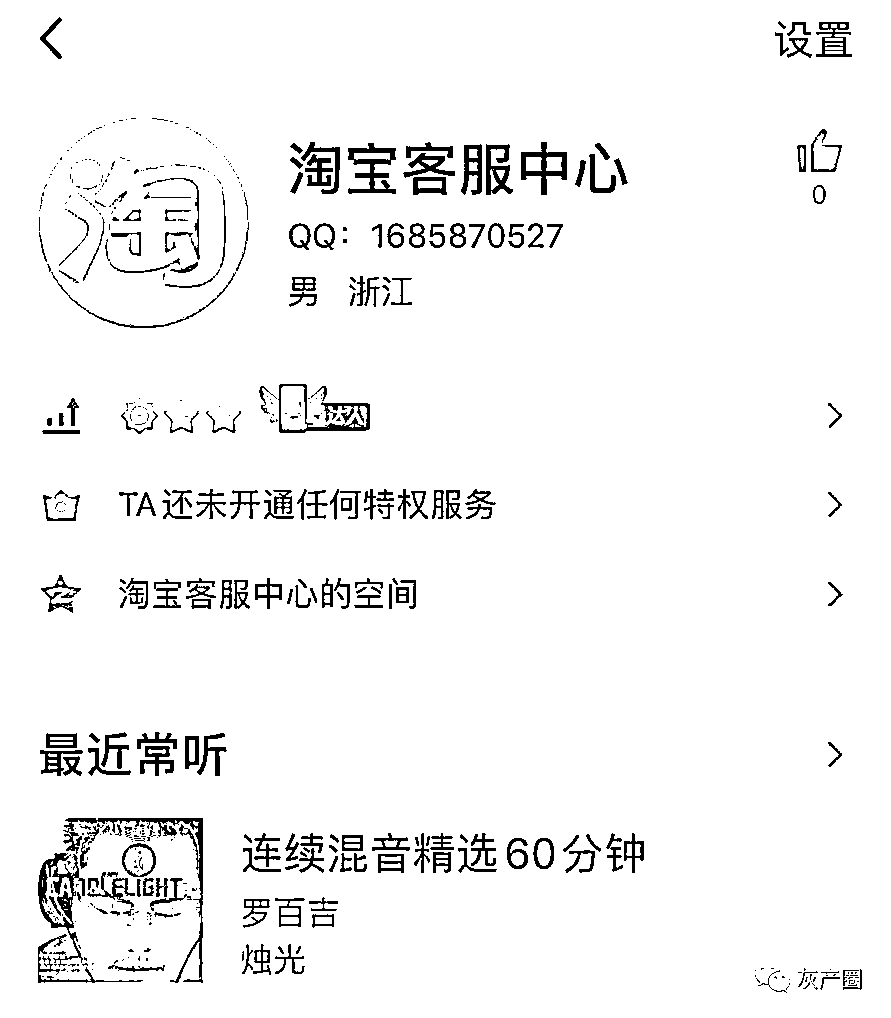 设置
淘
淘宝客服中心
0
QQ：1685870527
男 浙江
达人
TA还未开通任何特权服务
淘宝客服中心的空间
最近常听
连续混音精选60分钟
CANDLELIGHT
罗百吉
烛光
灰产圈